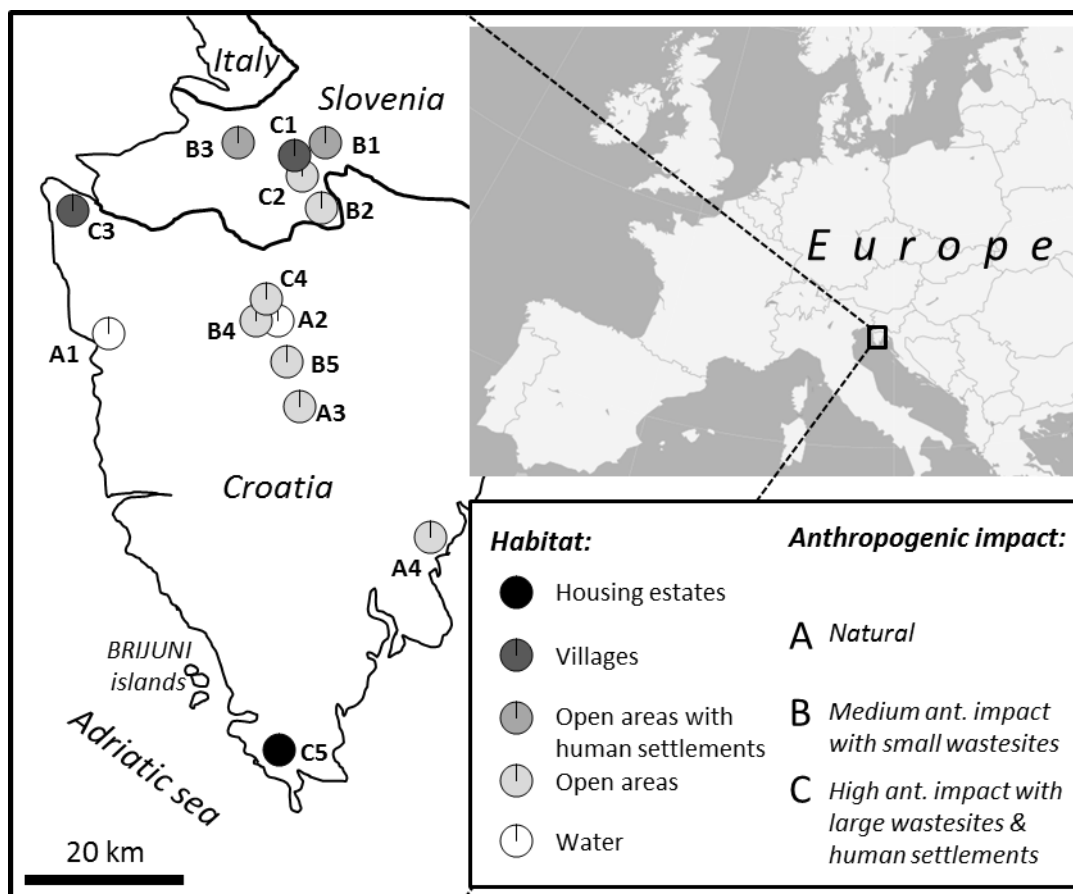 Italy
Slovenia
C1
B3
B1
C2
B2
C3
C4
B4
A2
A1
B5
A3
Croatia
A4
BRIJUNI
islands
Adriatic sea
C5
20 km
Europe
Habitat:
Housing estates
Villages
Open areas with
human settlements
Open areas
Water
Anthropogenic impact:
A Natural
B Medium ant. impact
with small wastesites
C High ant. impact with
large wastesites &
human settlements